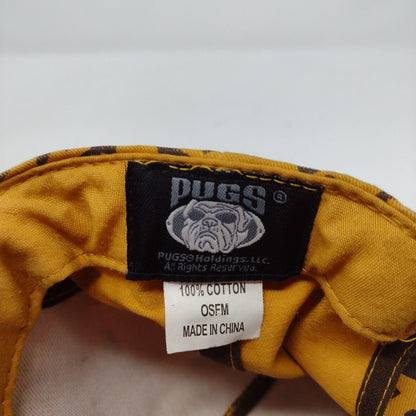 PUGS ®
PUGS®Holdings, LLC.
All Rights Reserved.
100% COTTON
OSFM
MADE IN CHINA